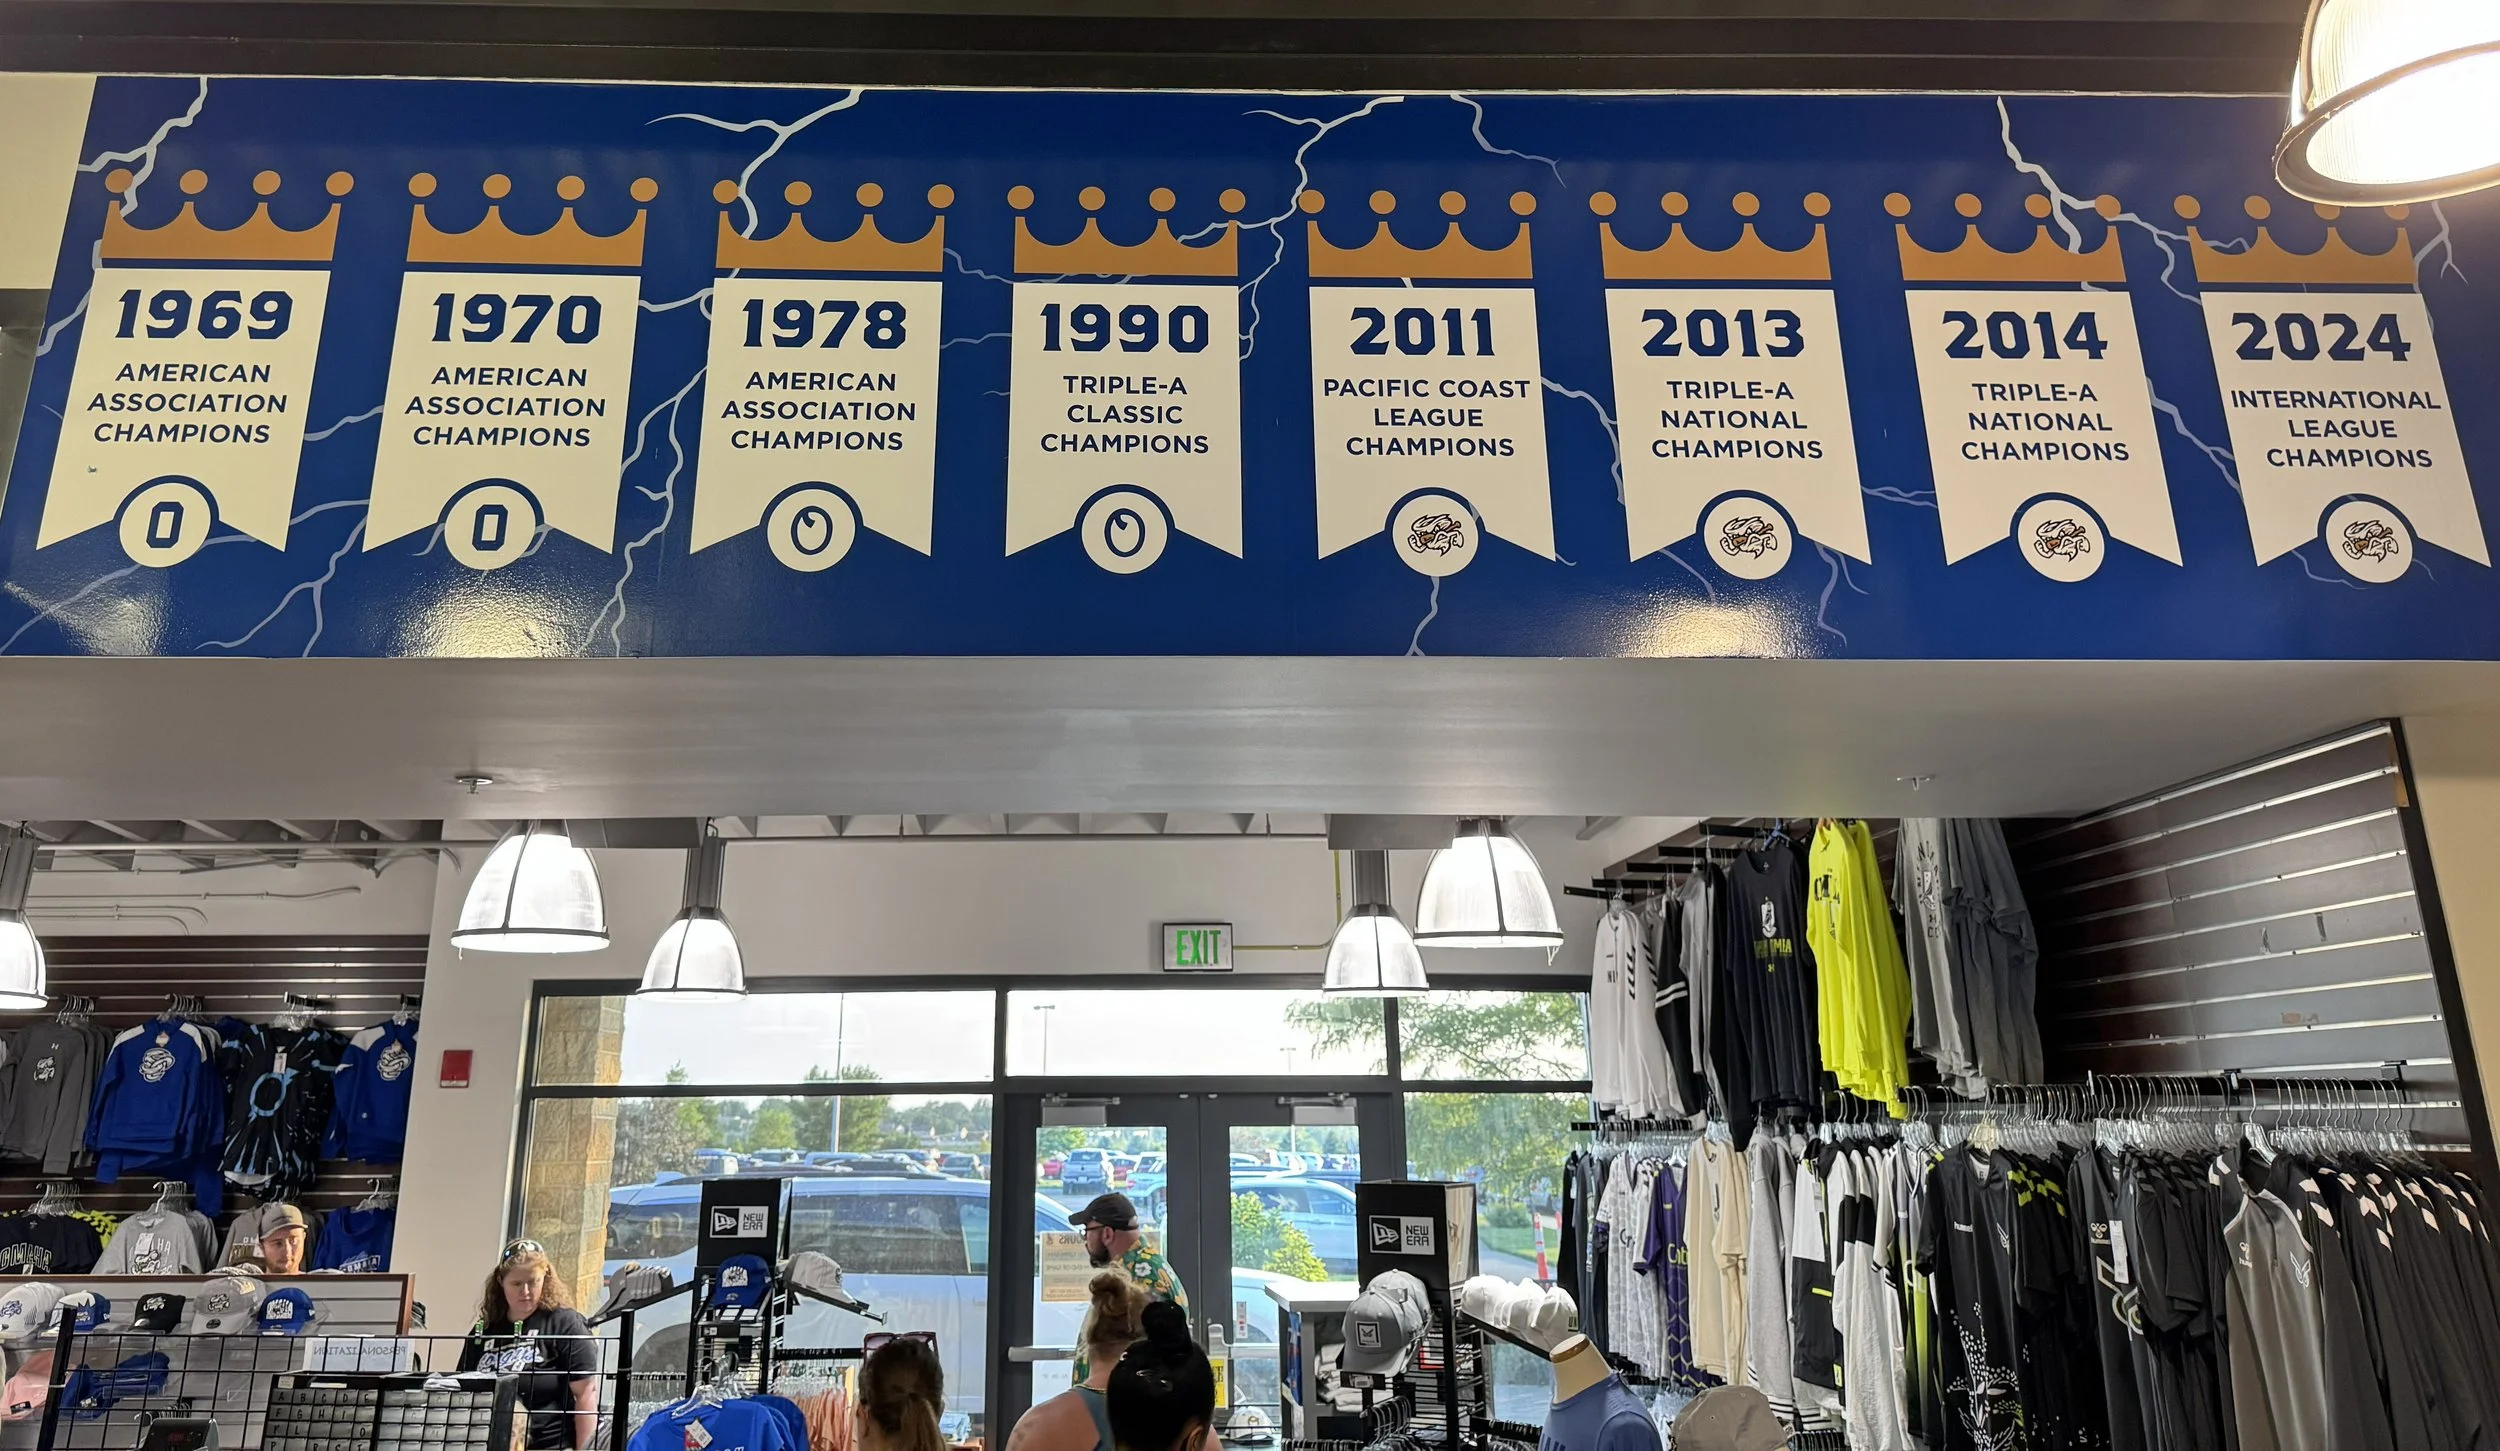 1969
AMERICAN
ASSOCIATION
CHAMPIONS
O
1970
AMERICAN
ASSOCIATION
CHAMPIONS
O
1978
AMERICAN
ASSOCIATION
CHAMPIONS
O
1990
TRIPLE-A
CLASSIC
CHAMPIONS
O
2011
PACIFIC COAST
LEAGUE
CHAMPIONS
2013
TRIPLE-A
NATIONAL
CHAMPIONS
2014
TRIPLE-A
NATIONAL
CHAMPIONS
2024
INTERNATIONAL
LEAGUE
CHAMPIONS
EXIT
NEW
ERA
NEW
ERA
OMAHA
PERSONALIZATION
A B C D E F